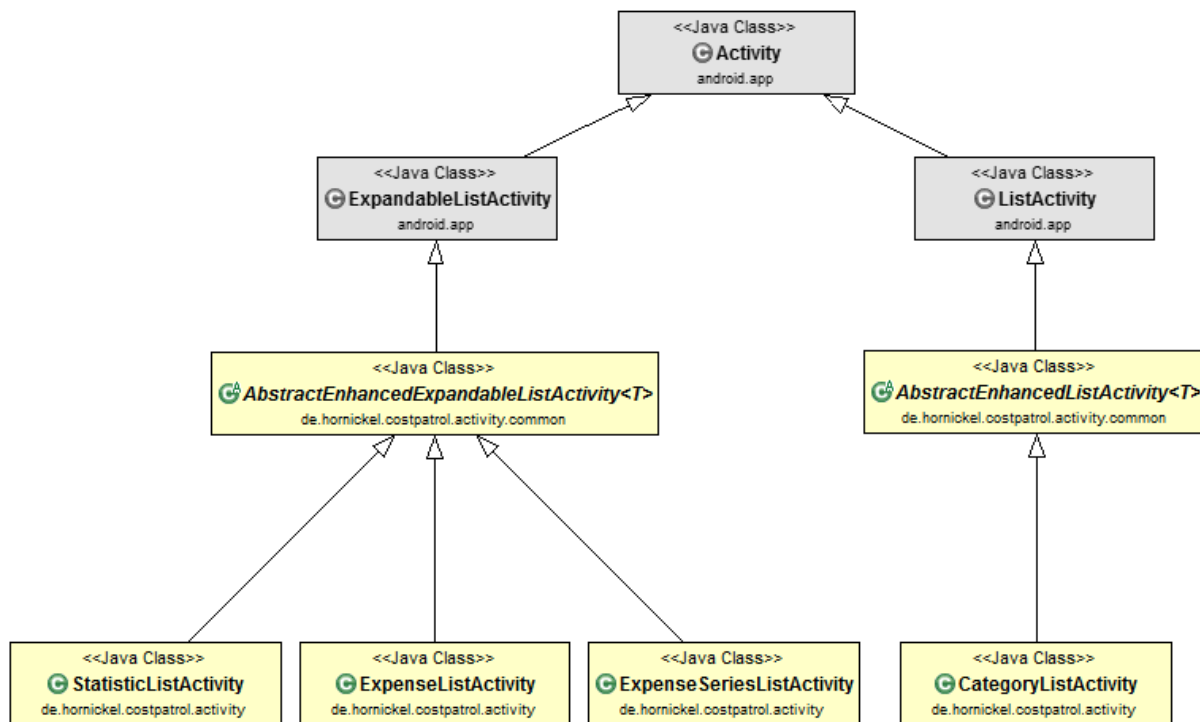 <<Java Class>>
Activity
android.app
<<Java Class>>
ExpandableListActivity
android.app
<<Java Class>>
ListActivity
android.app
<<Java Class>>
AbstractEnhancedExpandableListActivity<T>
de.hornickel.costpatrol.activity.common
<<Java Class>>
AbstractEnhancedListActivity<T>
de.hornickel.costpatrol.activity.common
<<Java Class>>
StatisticListActivity
de.hornickel.costpatrol.activity
<<Java Class>>
ExpenseListActivity
de.hornickel.costpatrol.activity
<<Java Class>>
ExpenseSeriesListActivity
de.hornickel.costpatrol.activity
<<Java Class>>
CategoryListActivity
de.hornickel.costpatrol.activity